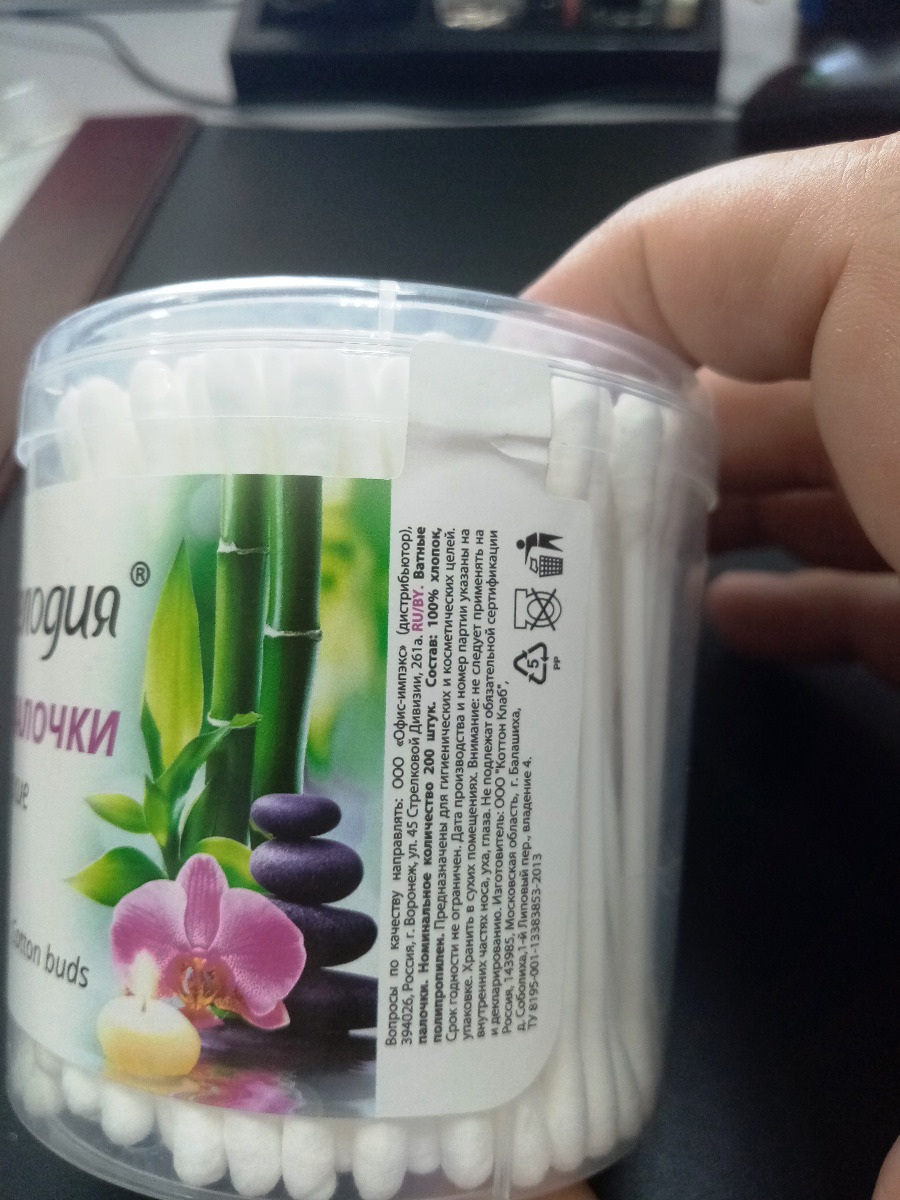 ®
Вопросы по качеству направлять: ООО «Офис-импэкс» (дистрибьютор),
394026, Россия, г. Воронеж, ул. 45 Стрелковой Дивизии, 261а. RU/BY. Ватные
палочки. Номинальное количество 200 штук. Состав: 100% хлопок,
полипропилен. Предназначены для гигиенических и косметических целей.
Срок годности не ограничен. Дата производства и номер партии указаны на
упаковке. Хранить в сухих помещениях. Внимание: не следует применять на
внутренних частях носа, уха, глаза. Не подлежат обязательной сертификации
и декларированию. Изготовитель: ООО "Коттон Клаб",
Россия, 143985, Московская область, г. Балашиха,
д. Соболиха,1-й Липовый пер., владение 4.
ТУ 8195-001-13383853-2013
5
PP
buds